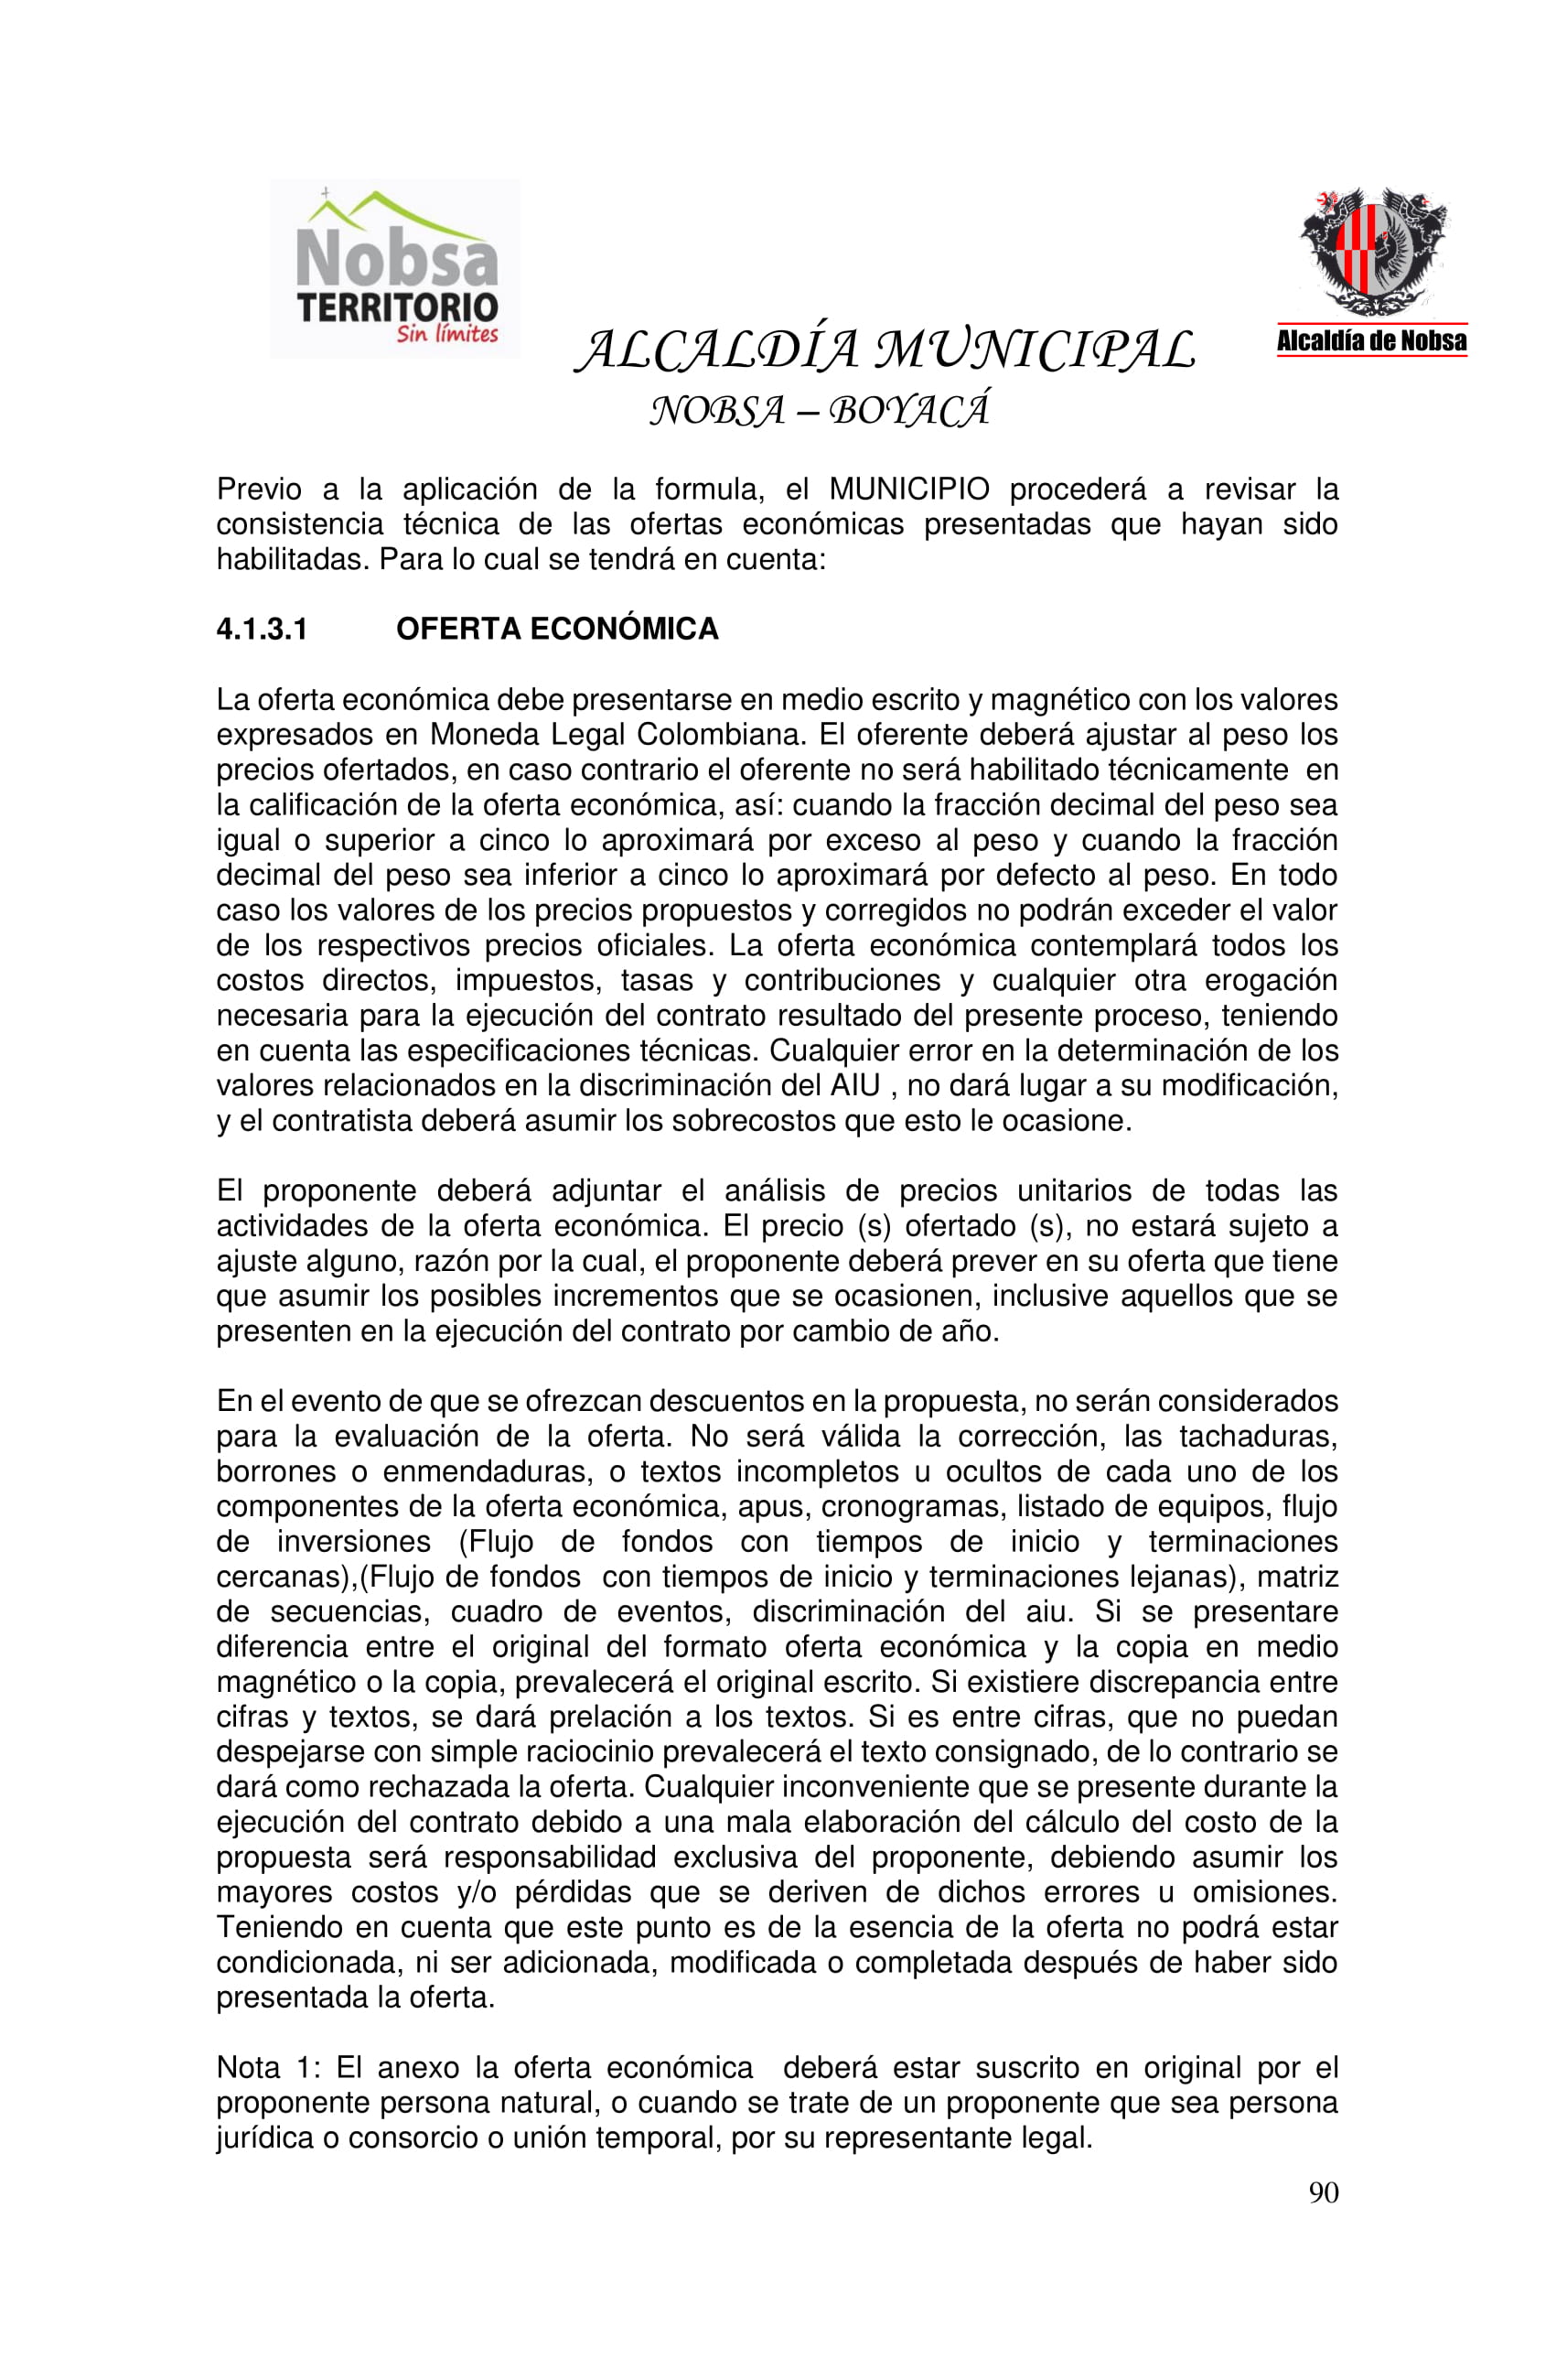 Nobsa
TERRITORIO
Sin límites
Alcaldía de Nobsa
ALCALDÍA MUNICIPAL
NOBSA – BOYACÁ
Previo a la aplicación de la formula, el MUNICIPIO procederá a revisar la
consistencia técnica de las ofertas económicas presentadas que hayan sido
habilitadas. Para lo cual se tendrá en cuenta:
4.1.3.1 OFERTA ECONÓMICA
La oferta económica debe presentarse en medio escrito y magnético con los valores
expresados en Moneda Legal Colombiana. El oferente deberá ajustar al peso los
precios ofertados, en caso contrario el oferente no será habilitado técnicamente en
la calificación de la oferta económica, así: cuando la fracción decimal del peso sea
igual o superior a cinco lo aproximará por exceso al peso y cuando la fracción
decimal del peso sea inferior a cinco lo aproximará por defecto al peso. En todo
caso los valores de los precios propuestos y corregidos no podrán exceder el valor
de los respectivos precios oficiales. La oferta económica contemplará todos los
costos directos, impuestos, tasas y contribuciones y cualquier otra erogación
necesaria para la ejecución del contrato resultado del presente proceso, teniendo
en cuenta las especificaciones técnicas. Cualquier error en la determinación de los
valores relacionados en la discriminación del AIU , no dará lugar a su modificación,
y el contratista deberá asumir los sobrecostos que esto le ocasione.
El proponente deberá adjuntar el análisis de precios unitarios de todas las
actividades de la oferta económica. El precio (s) ofertado (s), no estará sujeto a
ajuste alguno, razón por la cual, el proponente deberá prever en su oferta que tiene
que asumir los posibles incrementos que se ocasionen, inclusive aquellos que se
presenten en la ejecución del contrato por cambio de año.
En el evento de que se ofrezcan descuentos en la propuesta, no serán considerados
para la evaluación de la oferta. No será válida la corrección, las tachaduras,
borrones o enmendaduras, o textos incompletos u ocultos de cada uno de los
componentes de la oferta económica, apus, cronogramas, listado de equipos, flujo
de inversiones (Flujo de fondos con tiempos de inicio y terminaciones
cercanas),(Flujo de fondos con tiempos de inicio y terminaciones lejanas), matriz
de secuencias, cuadro de eventos, discriminación del aiu. Si se presentare
diferencia entre el original del formato oferta económica y la copia en medio
magnético o la copia, prevalecerá el original escrito. Si existiere discrepancia entre
cifras y textos, se dará prelación a los textos. Si es entre cifras, que no puedan
despejarse con simple raciocinio prevalecerá el texto consignado, de lo contrario se
dará como rechazada la oferta. Cualquier inconveniente que se presente durante la
ejecución del contrato debido a una mala elaboración del cálculo del costo de la
propuesta será responsabilidad exclusiva del proponente, debiendo asumir los
mayores costos y/o pérdidas que se deriven de dichos errores u omisiones.
Teniendo en cuenta que este punto es de la esencia de la oferta no podrá estar
condicionada, ni ser adicionada, modificada o completada después de haber sido
presentada la oferta.
Nota 1: El anexo la oferta económica deberá estar suscrito en original por el
proponente persona natural, o cuando se trate de un proponente que sea persona
jurídica o consorcio o unión temporal, por su representante legal.
90